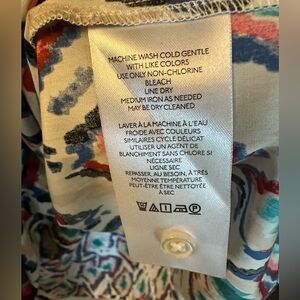 MACHINE WASH COLD GENTLE
WITH LIKE COLORS
USE ONLY NON-CHLORINE
BLEACH
LINE DRY
MEDIUM IRON AS NEEDED
MAY BE DRY CLEANED
LAVER À LA MACHINE À L'EAU
FROIDE AVEC COULEURS
SIMILAIRES CYCLE DÉLICAT
UTILISER UN AGENT DE
BLANCHIMENT SANS CHLORE SI
NÉCESSAIRE
LIGNE SEC
REPASSER, AU BESOIN, À
MOYENNE TEMPÉRATURE
PEUT-ÊTRE ÊTRE NETTOYÉE
À SEC